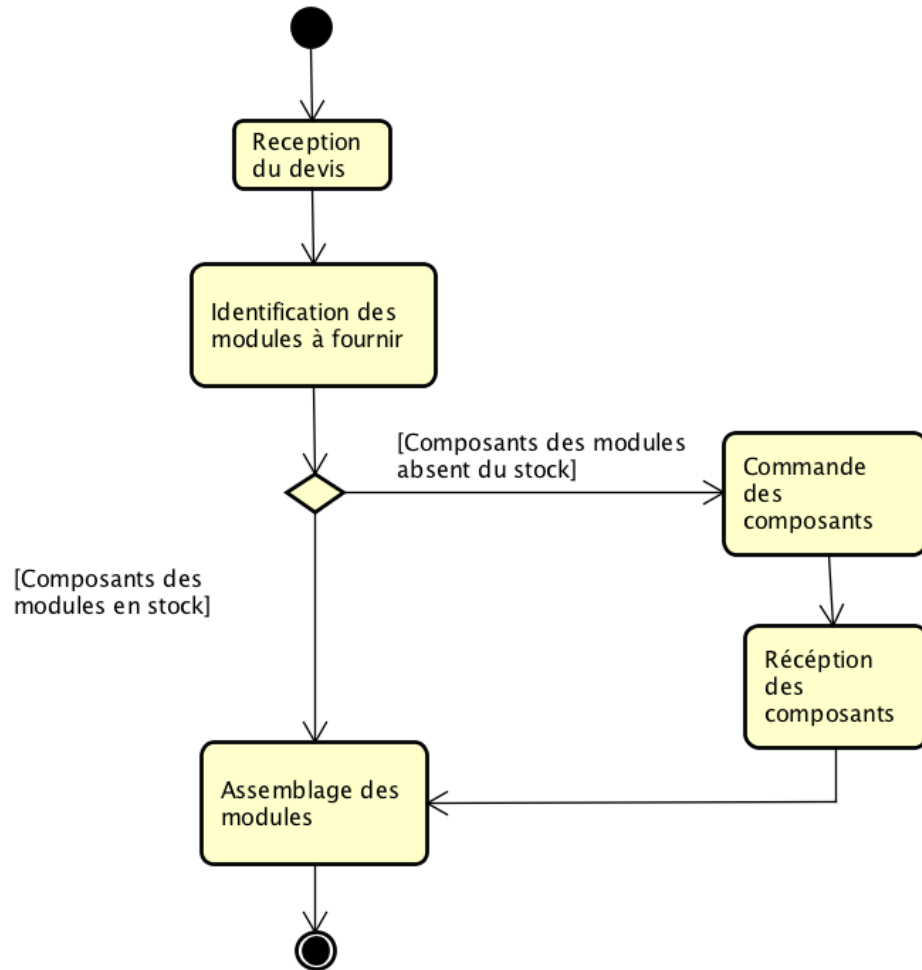 Reception
du devis
Identification des
modules à fournir
[Composants des modules
absent du stock]
Commande
des
composants
[Composants des
modules en stock]
Récéption
des
composants
Assemblage des
modules